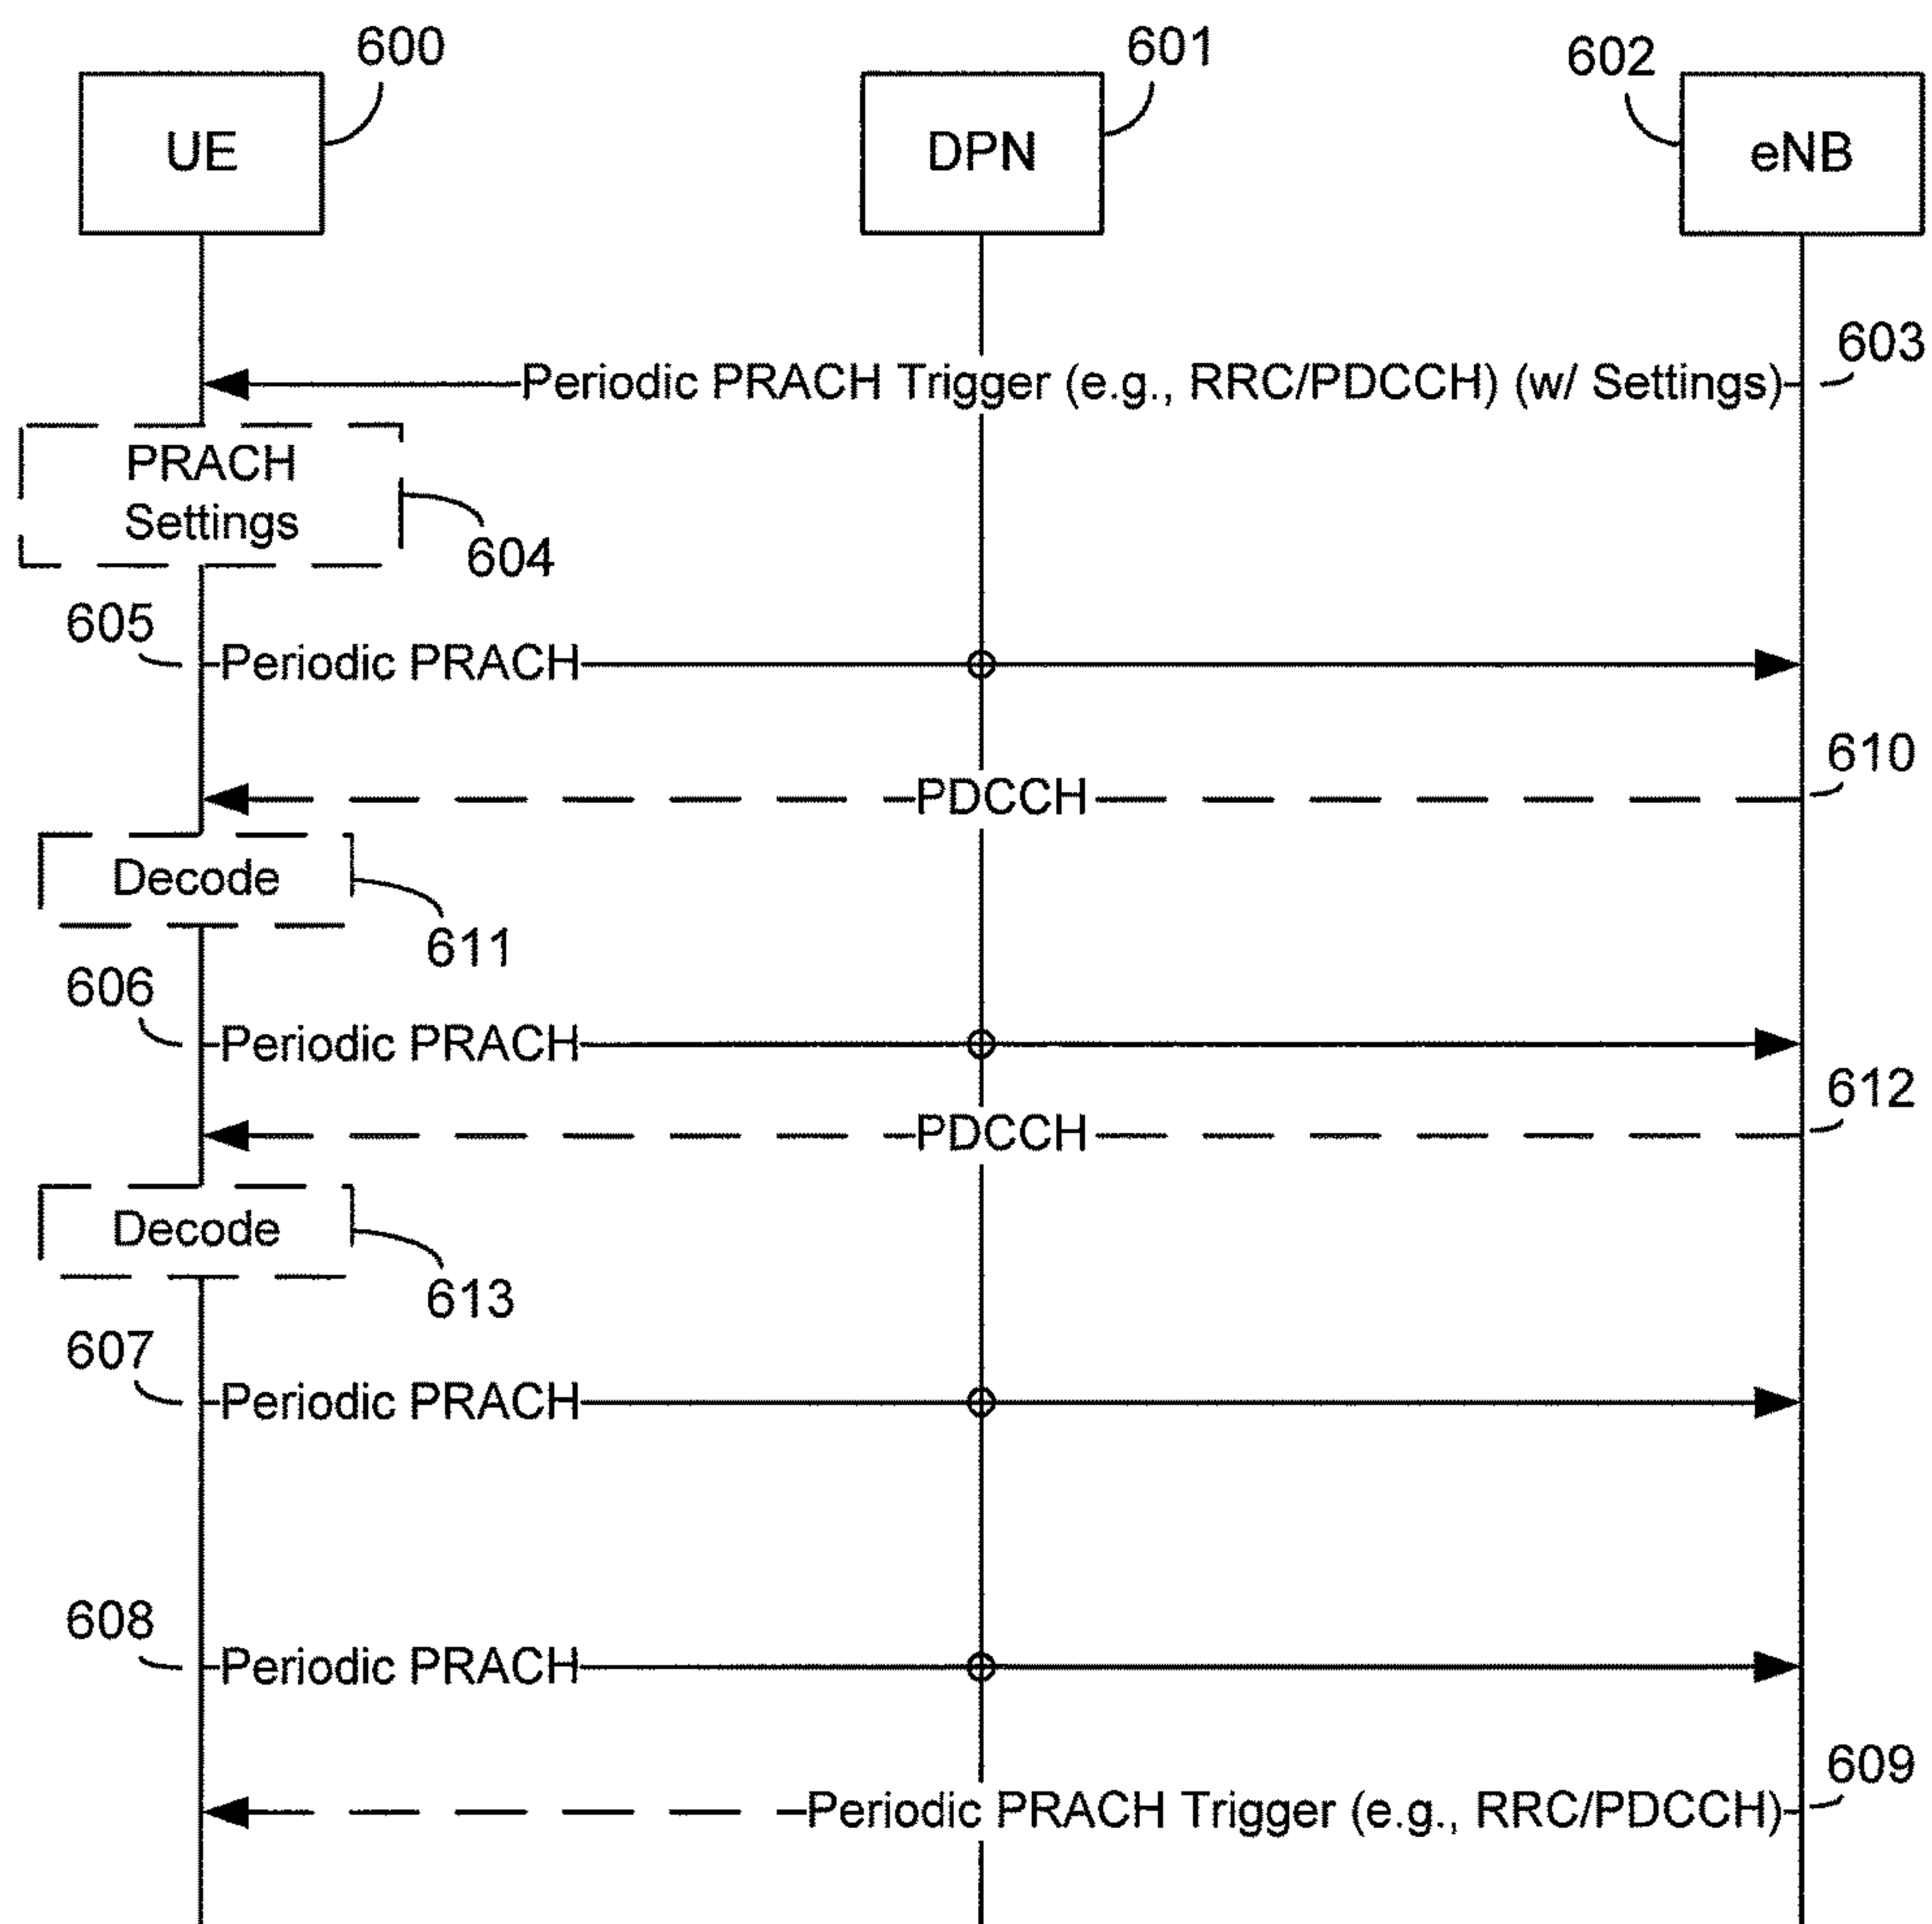 600
601
602
UE
DPN
eNB
603
Periodic PRACH Trigger (e.g., RRC/PDCCH) (w/ Settings)
PRACH
Settings
604
605
Periodic PRACH
610
PDCCH
Decode
611
606
Periodic PRACH
612
PDCCH
Decode
613
607
Periodic PRACH
608
Periodic PRACH
609
Periodic PRACH Trigger (e.g., RRC/PDCCH)